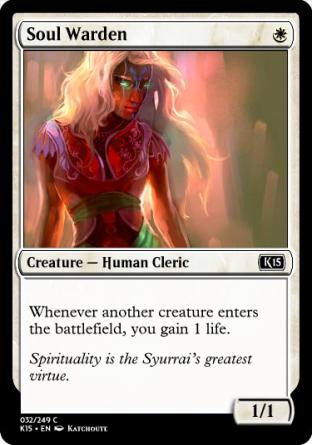 Soul Warden
Creature — Human Cleric
K15
Whenever another creature enters
the battlefield, you gain 1 life.
Spirituality is the Syurrai's greatest
virtue.
1/1
032/249 C
K15 • EN Katchoute